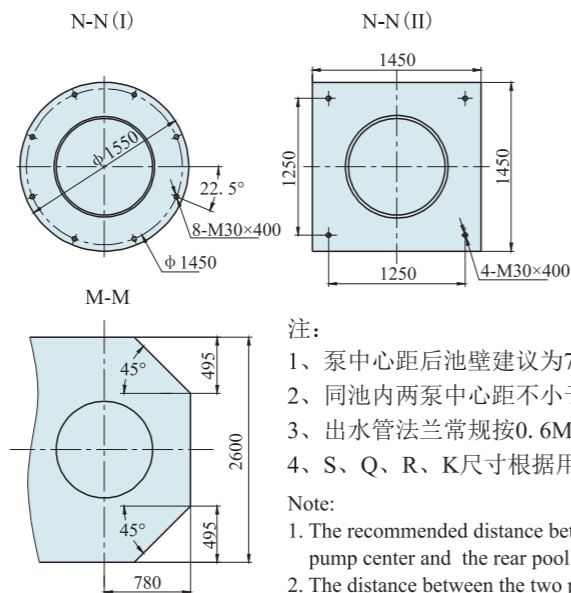 N-N(I)
N-N(II)
1450
φ1550
22.5°
8-M30×400
φ1450
1250
1450
1250
4-M30×400
M-M
45°
495
2600
45°
495
780
注：
1、泵中心距后池壁建议为7
2、同池内两泵中心距不小
3、出水管法兰常规按0.6M
4、S、Q、R、K尺寸根据用
Note:
1. The recommended distance bet
pump center and the rear pool
2. The distance between the two p